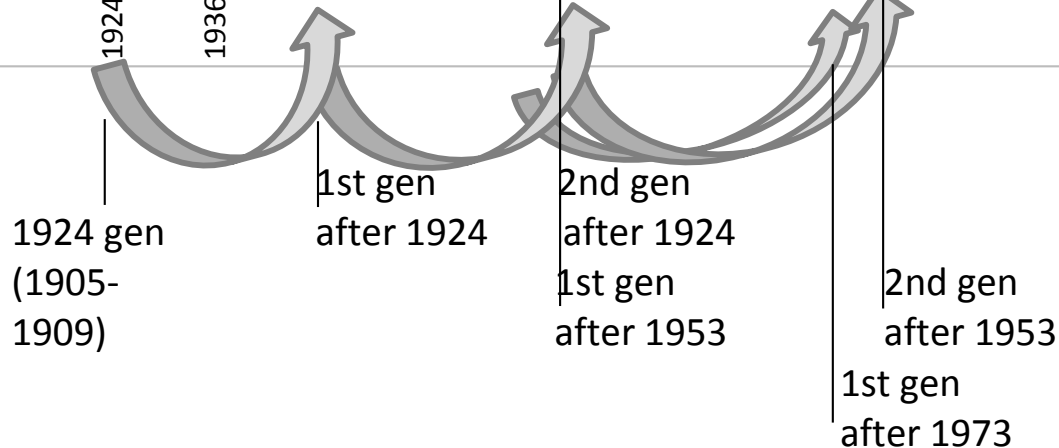 1924
1936
1924 gen
(1905-
1909)
1st gen
after 1924
2nd gen
after 1924
1st gen
after 1953
2nd gen
after 1953
1st gen
after 1973